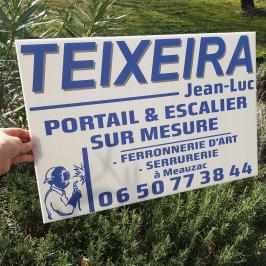 TEIXEIRA
Jean-Luc
PORTAIL & ESCALIER
SUR MESURE
- FERRONNERIE D'ART
- SERRURERIE
à Meauzac
06 50 77 38 44